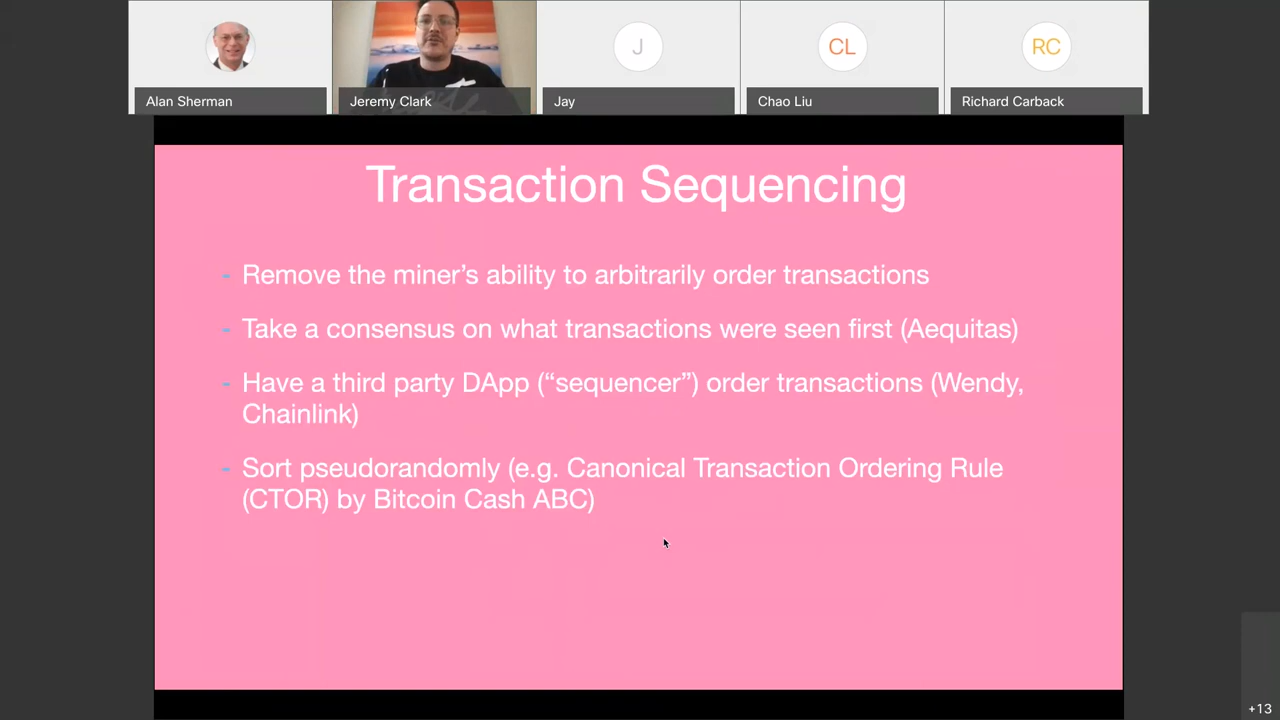 Alan Sherman
Jeremy Clark
J
Jay
CL
Chao Liu
RC
Richard Carback
Transaction Sequencing
- Remove the miner’s ability to arbitrarily order transactions
- Take a consensus on what transactions were seen first (Aequitas)
- Have a third party DApp (“sequencer”) order transactions (Wendy,
Chainlink)
- Sort pseudorandomly (e.g. Canonical Transaction Ordering Rule
(CTOR) by Bitcoin Cash ABC)
+13